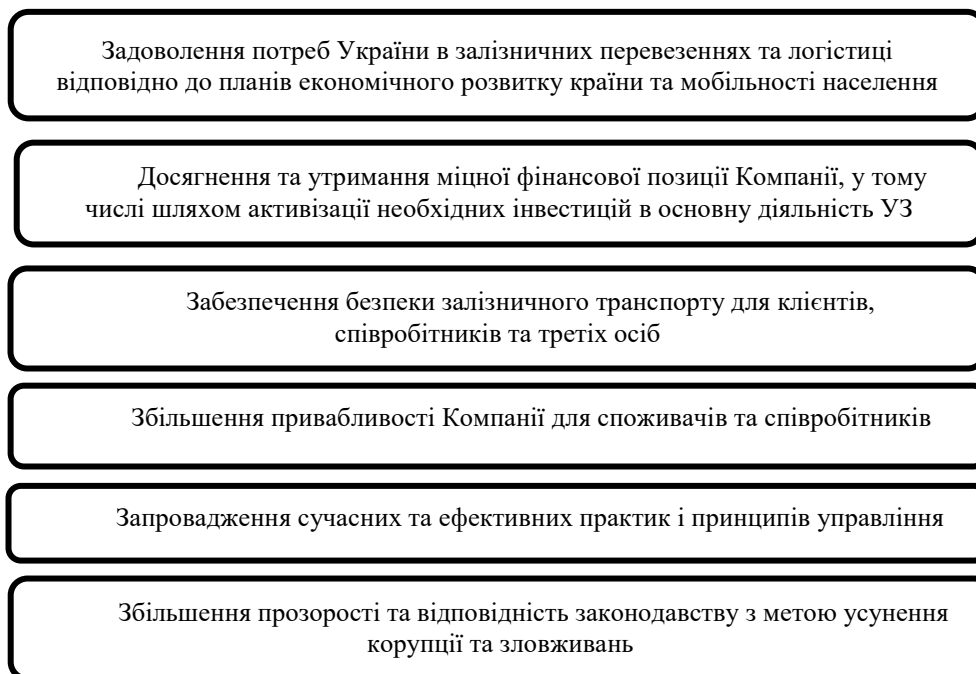 Задоволення потреб України в залізничних перевезеннях та логістиці
відповідно до планів економічного розвитку країни та мобільності населення
Досягнення та утримання міцної фінансової позиції Компанії, у тому
числі шляхом активізації необхідних інвестицій в основну діяльність УЗ
Забезпечення безпеки залізничного транспорту для клієнтів,
співробітників та третіх осіб
Збільшення привабливості Компанії для споживачів та співробітників
Запровадження сучасних та ефективних практик і принципів управління
Збільшення прозорості та відповідність законодавству з метою усунення
корупції та зловживань